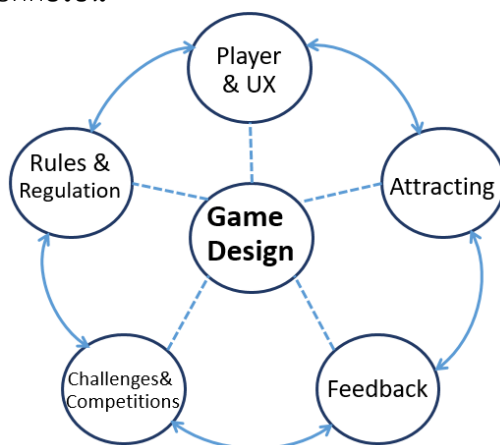 Player
& UX
Rules &
Regulation
Attracting
Game
Design
Challenges&
Competitions
Feedback